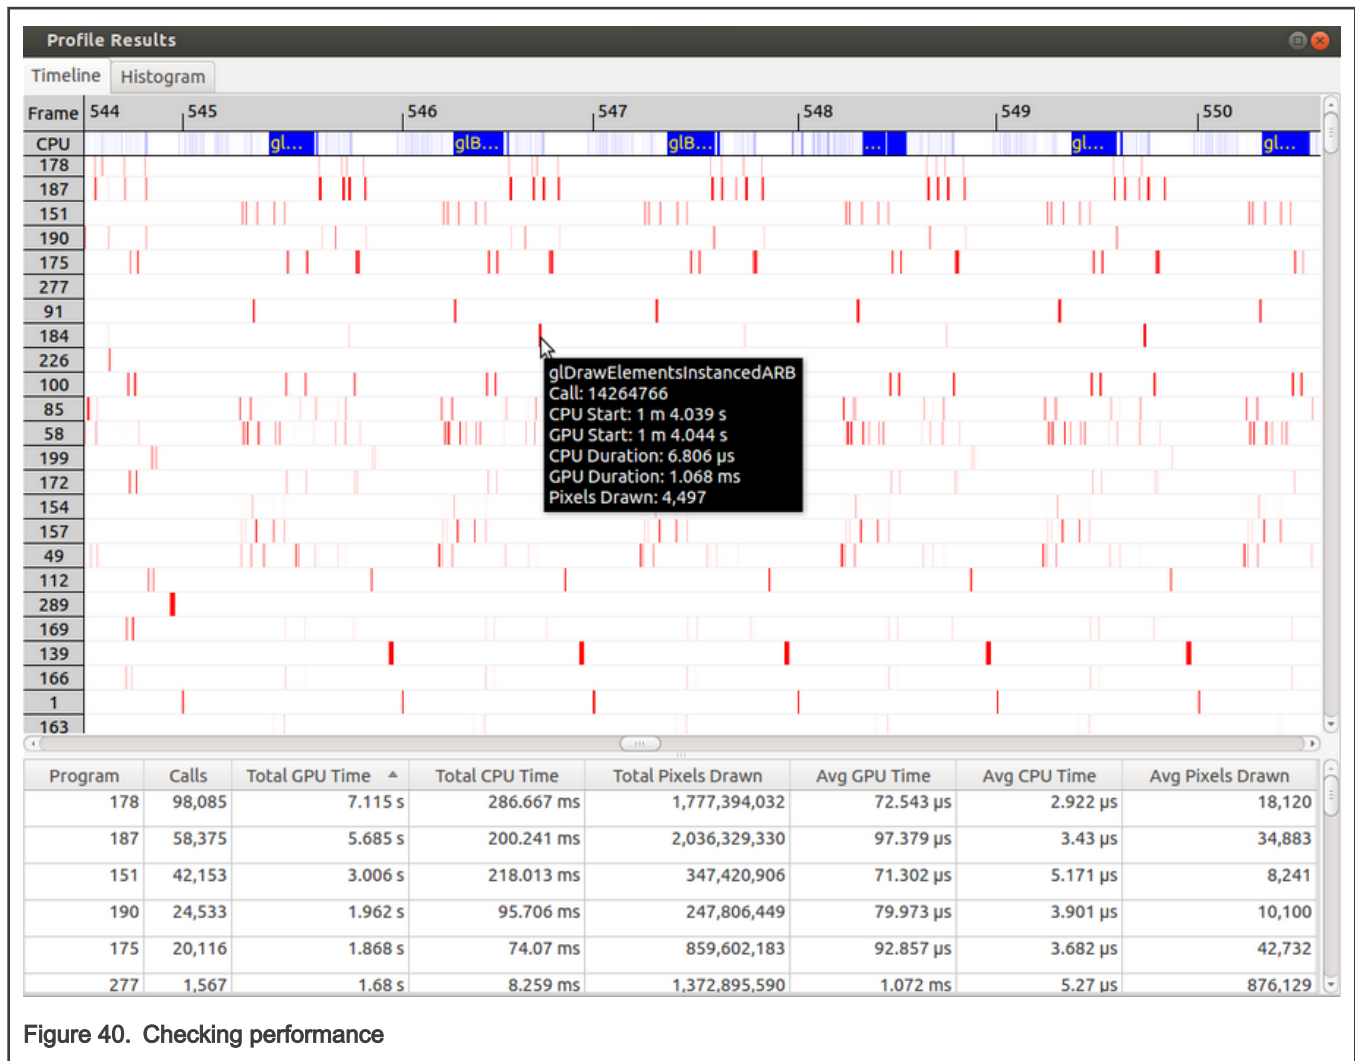 Profile Results
Timeline Histogram
Frame 544 545 546 547 548 549 550
CPU gl... glB... glB... ... gl... gl...
178
187
151
190
175
277
91
184
226
100
85
58
199
172
154
157
49
112
289
169
139
166
1
163
glDrawElementsInstancedARB
Call: 14264766
CPU Start: 1 m 4.039 s
GPU Start: 1 m 4.044 s
CPU Duration: 6.806 µs
GPU Duration: 1.068 ms
Pixels Drawn: 4,497
Program Calls Total GPU Time Total CPU Time Total Pixels Drawn Avg GPU Time Avg CPU Time Avg Pixels Drawn
178 98,085 7.115 s 286.667 ms 1,777,394,032 72.543 µs 2.922 µs 18,120
187 58,375 5.685 s 200.241 ms 2,036,329,330 97.379 µs 3.43 µs 34,883
151 42,153 3.006 s 218.013 ms 347,420,906 71.302 µs 5.171 µs 8,241
190 24,533 1.962 s 95.706 ms 247,806,449 79.973 µs 3.901 µs 10,100
175 20,116 1.868 s 74.07 ms 859,602,183 92.857 µs 3.682 µs 42,732
277 1,567 1.68 s 8.259 ms 1,372,895,590 1.072 ms 5.27 µs 876,129
Figure 40. Checking performance